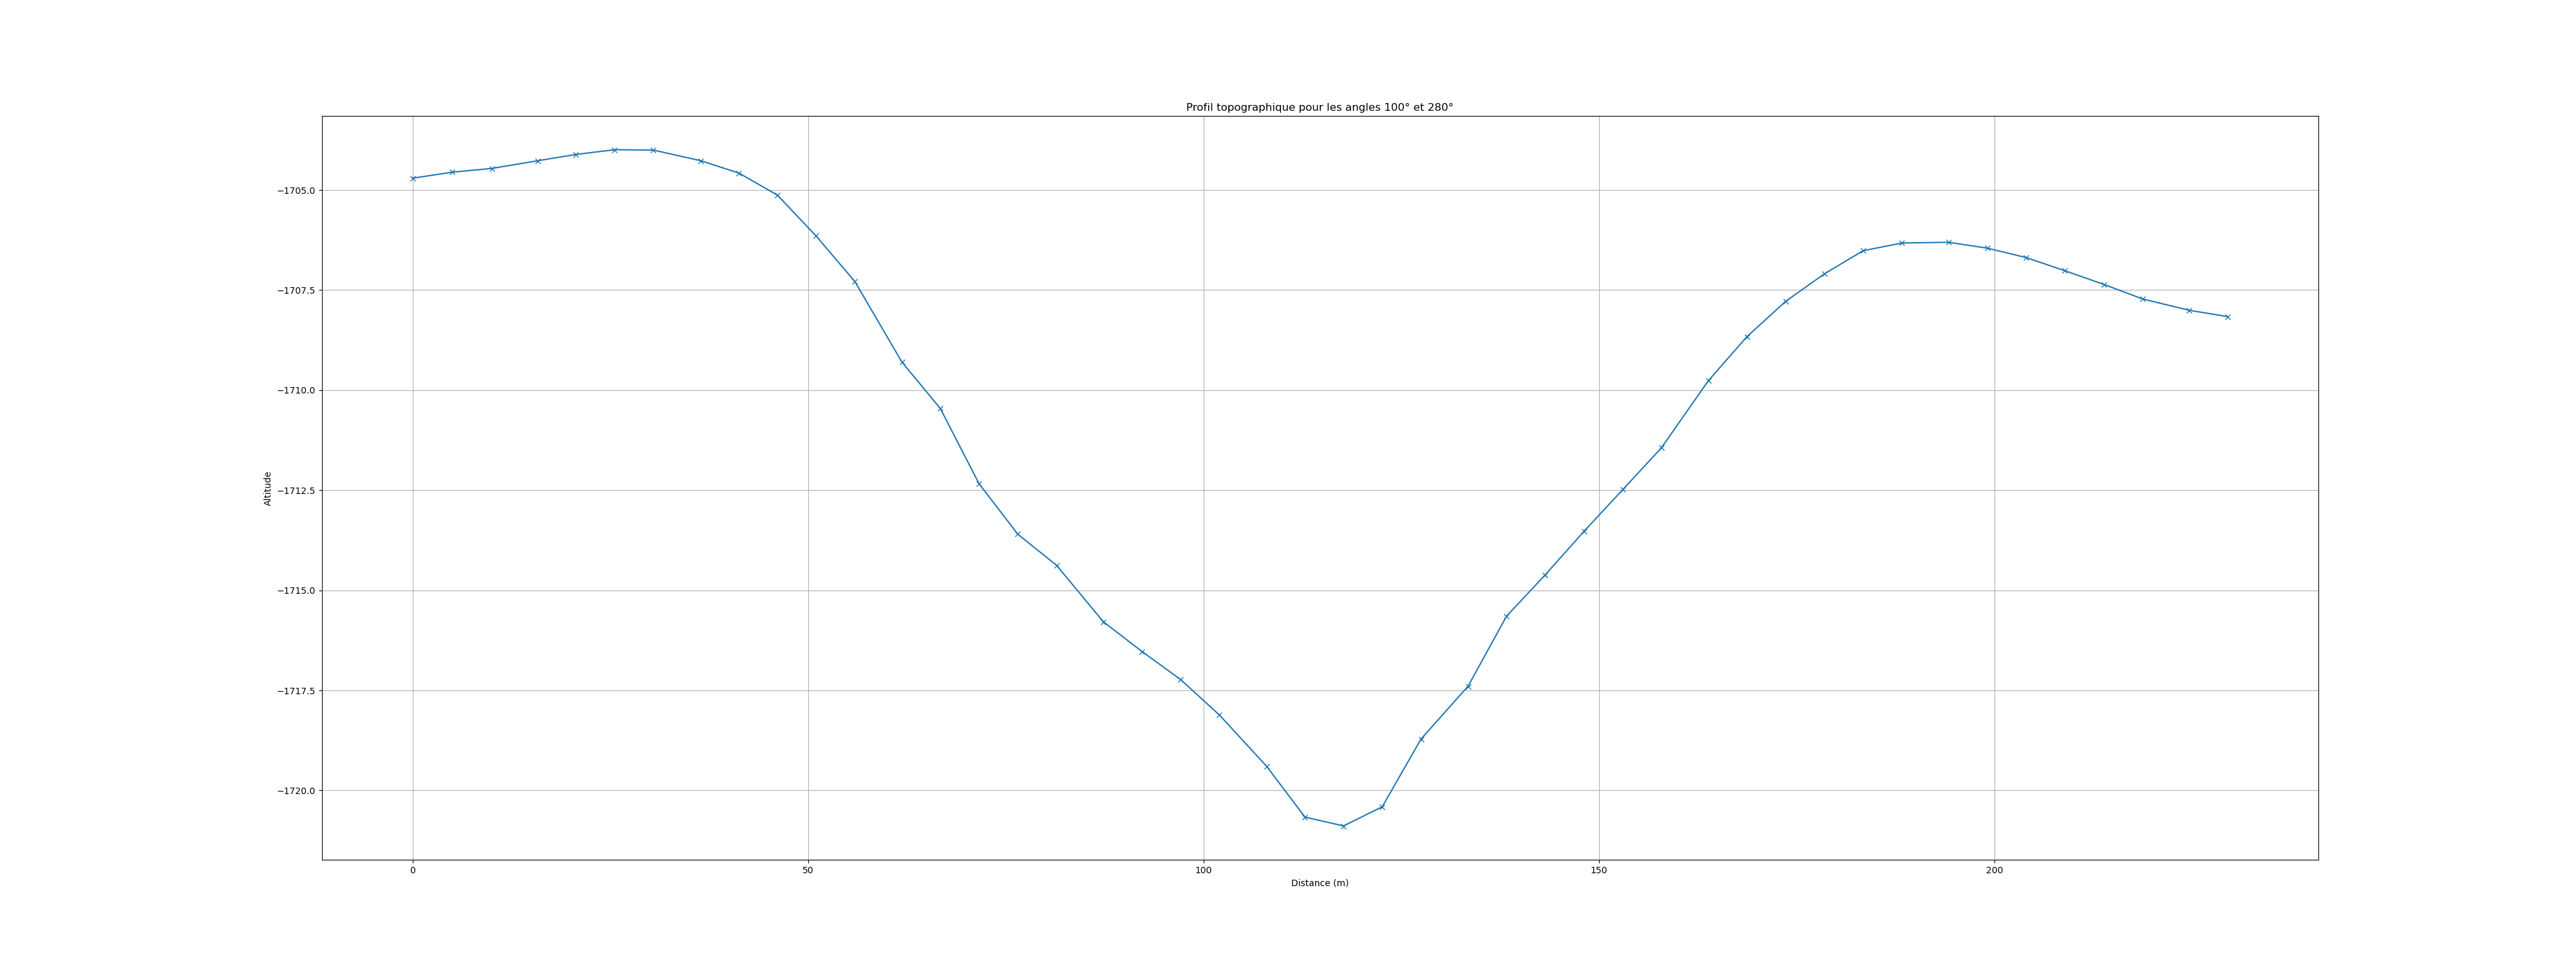 Profil topographique pour les angles 100° et 280°
−1705.0
−1707.5
−1710.0
−1712.5
−1715.0
−1717.5
−1720.0
Altitude
0 50 100 150 200
Distance (m)